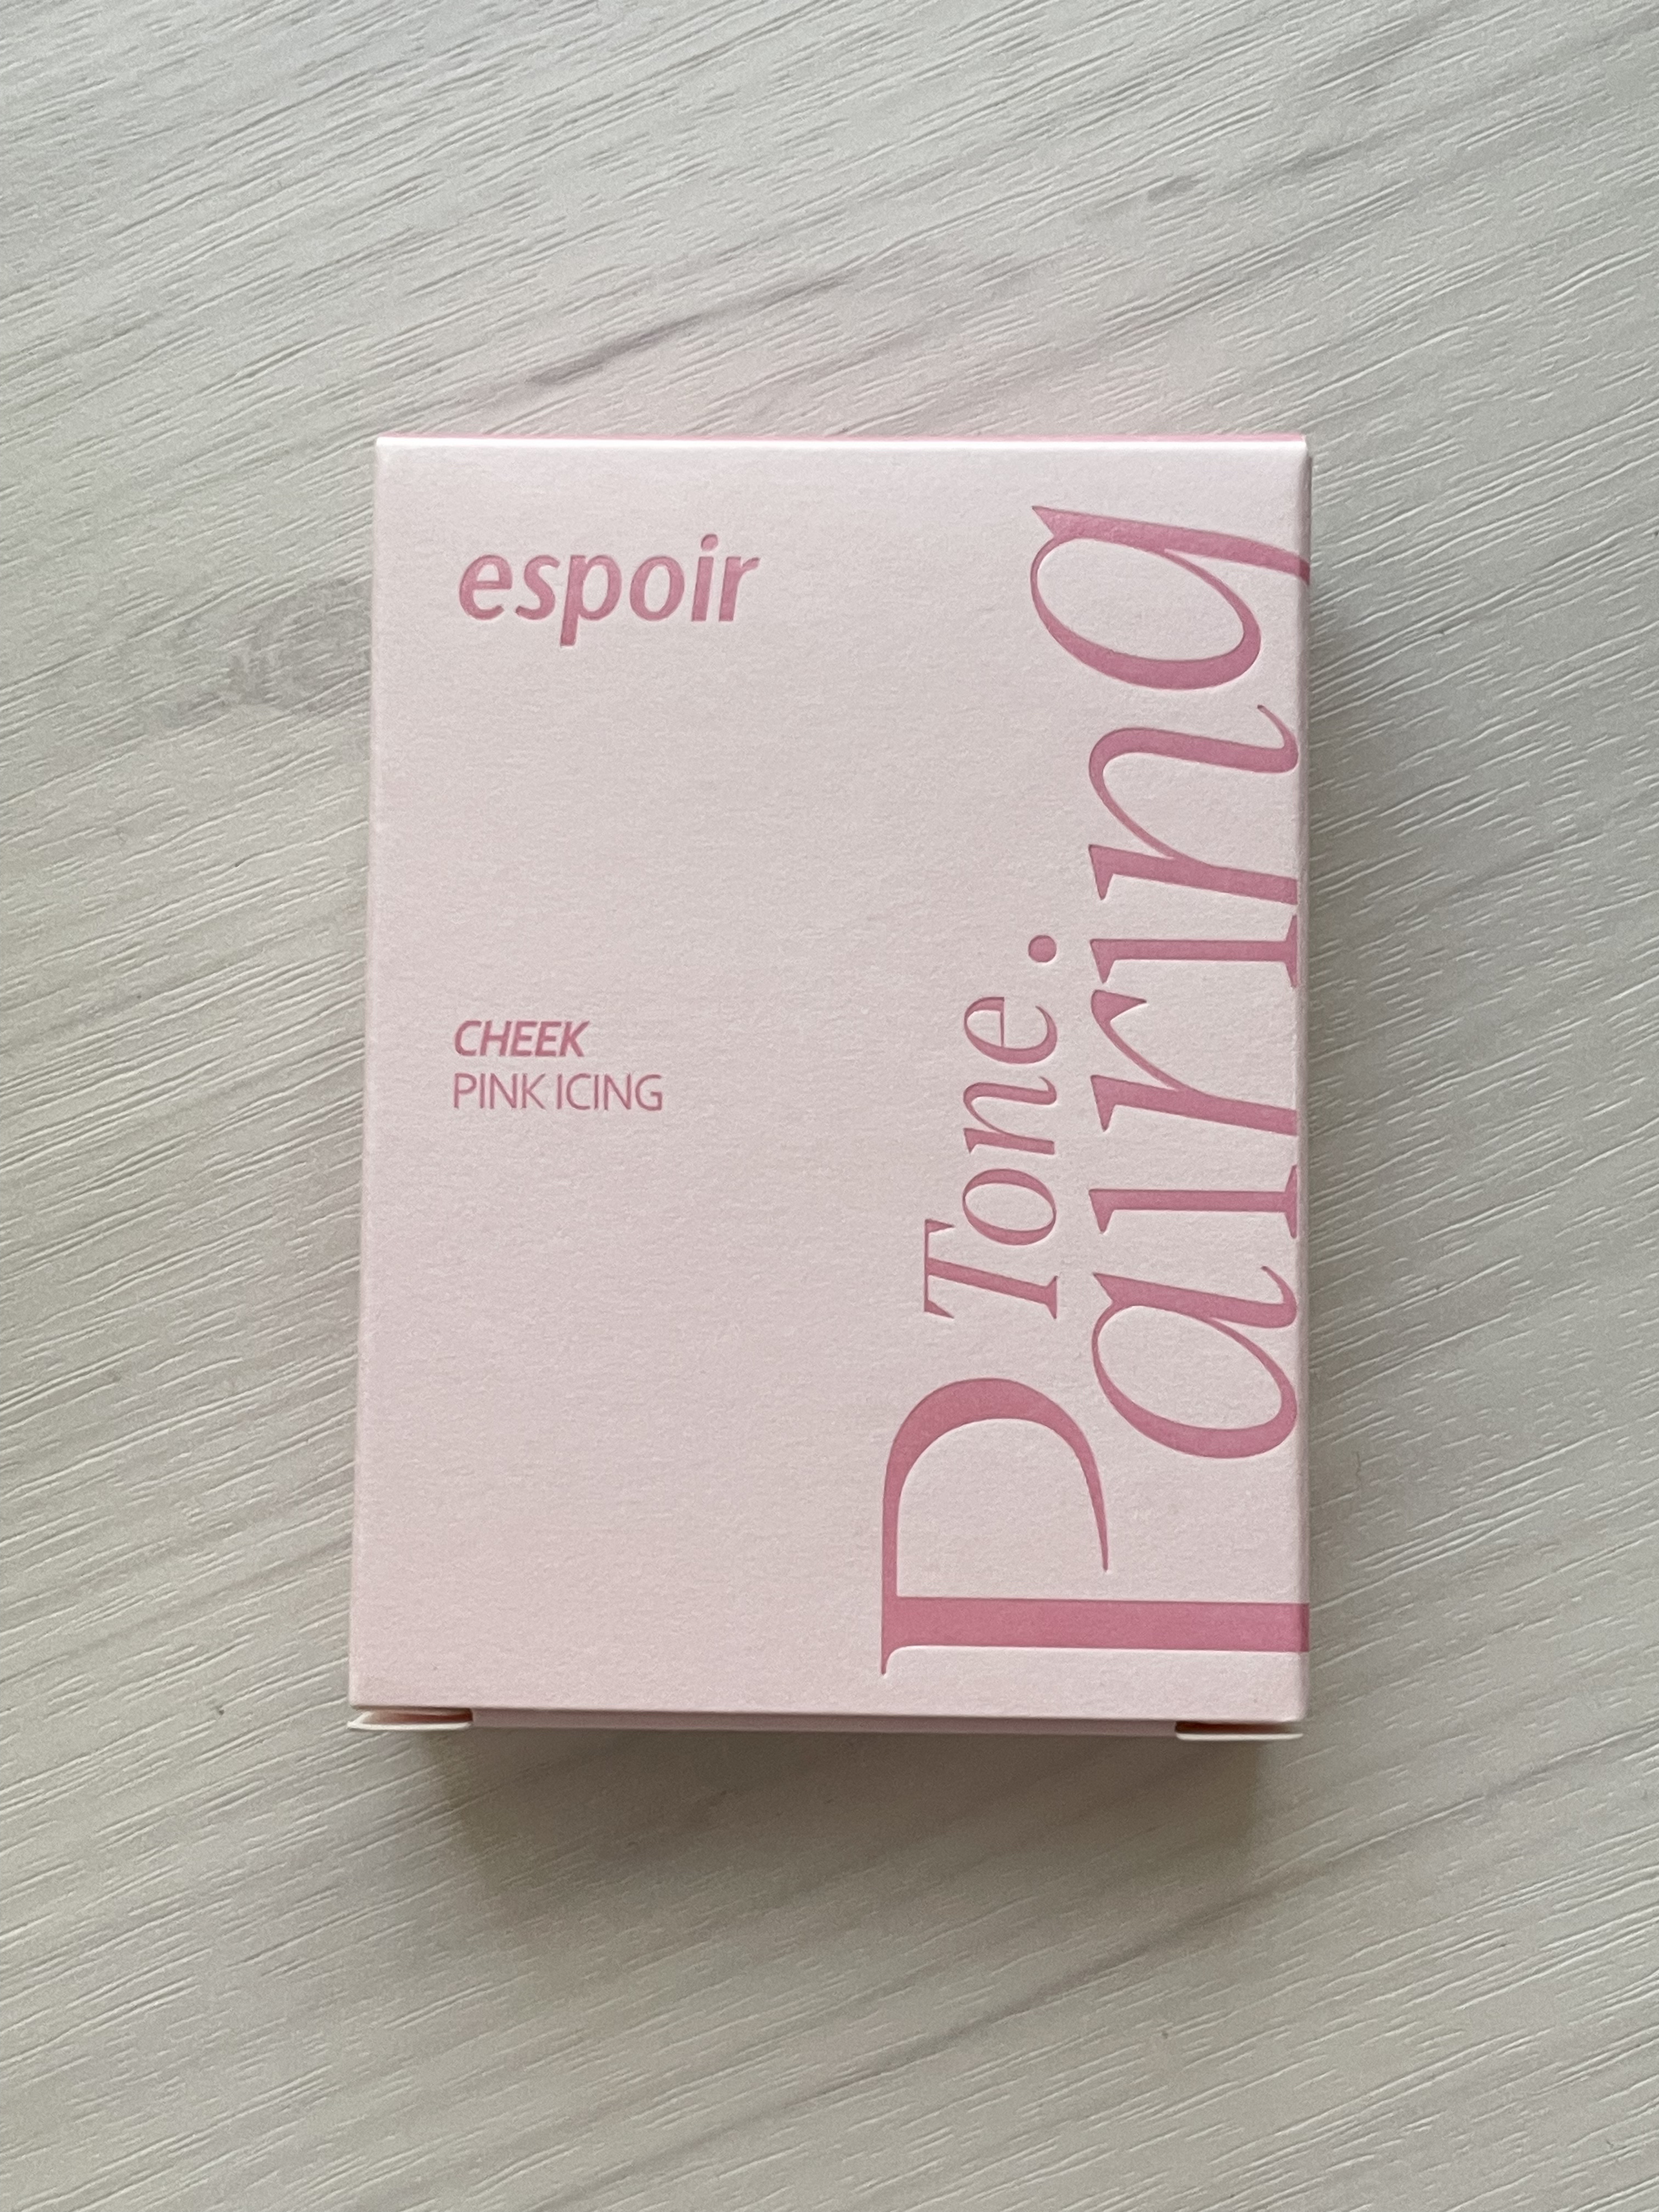 espoir
CHEEK
PINK ICING
Tone.
Pairing